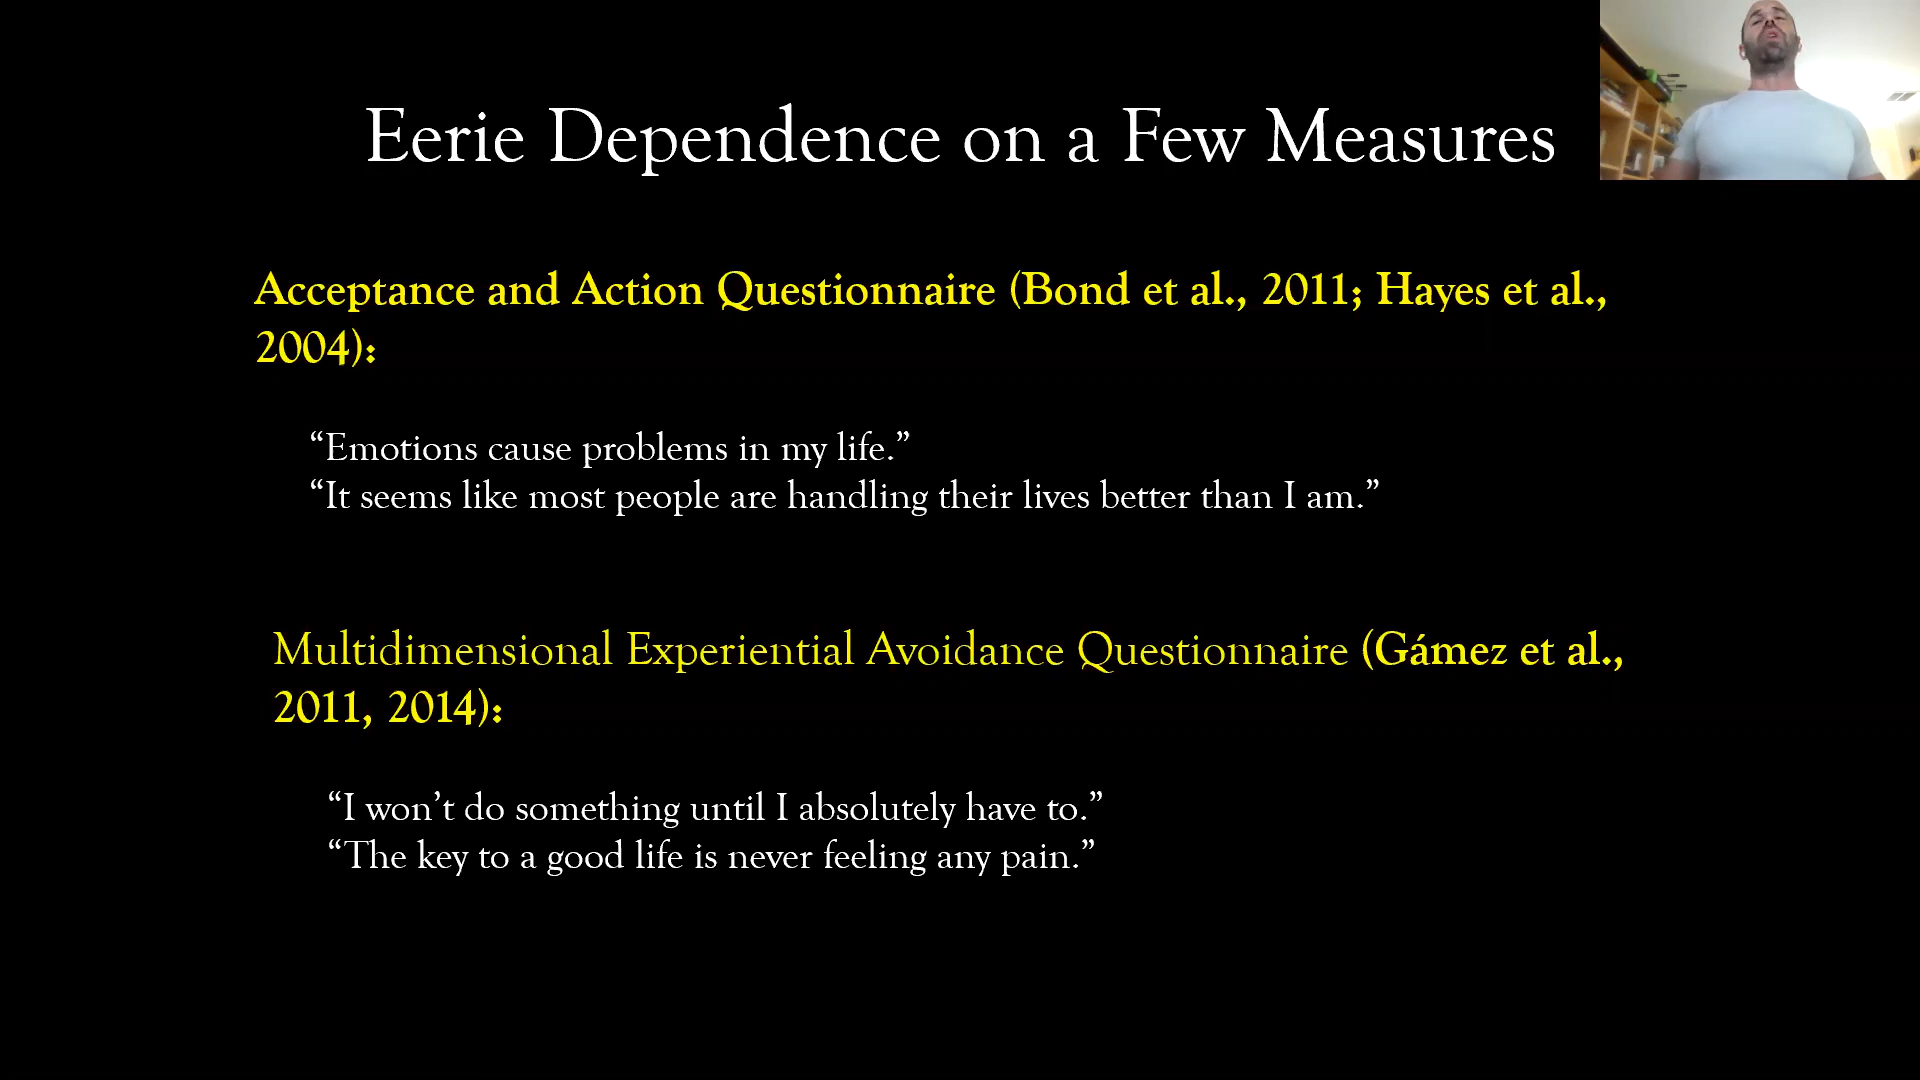 Eerie Dependence on a Few Measures
Acceptance and Action Questionnaire (Bond et al., 2011; Hayes et al.,
2004):
“Emotions cause problems in my life.”
“It seems like most people are handling their lives better than I am.”
Multidimensional Experiential Avoidance Questionnaire (Gámez et al.,
2011, 2014):
“I won’t do something until I absolutely have to.”
“The key to a good life is never feeling any pain.”